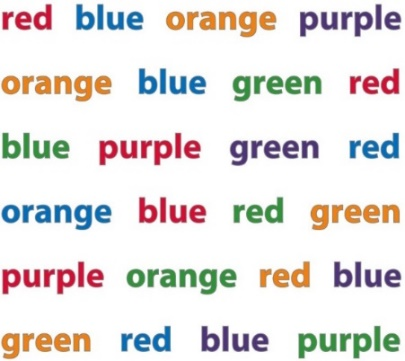 red blue orange purple
orange blue green red
blue purple green red
orange blue red green
purple orange red blue
green red blue purple